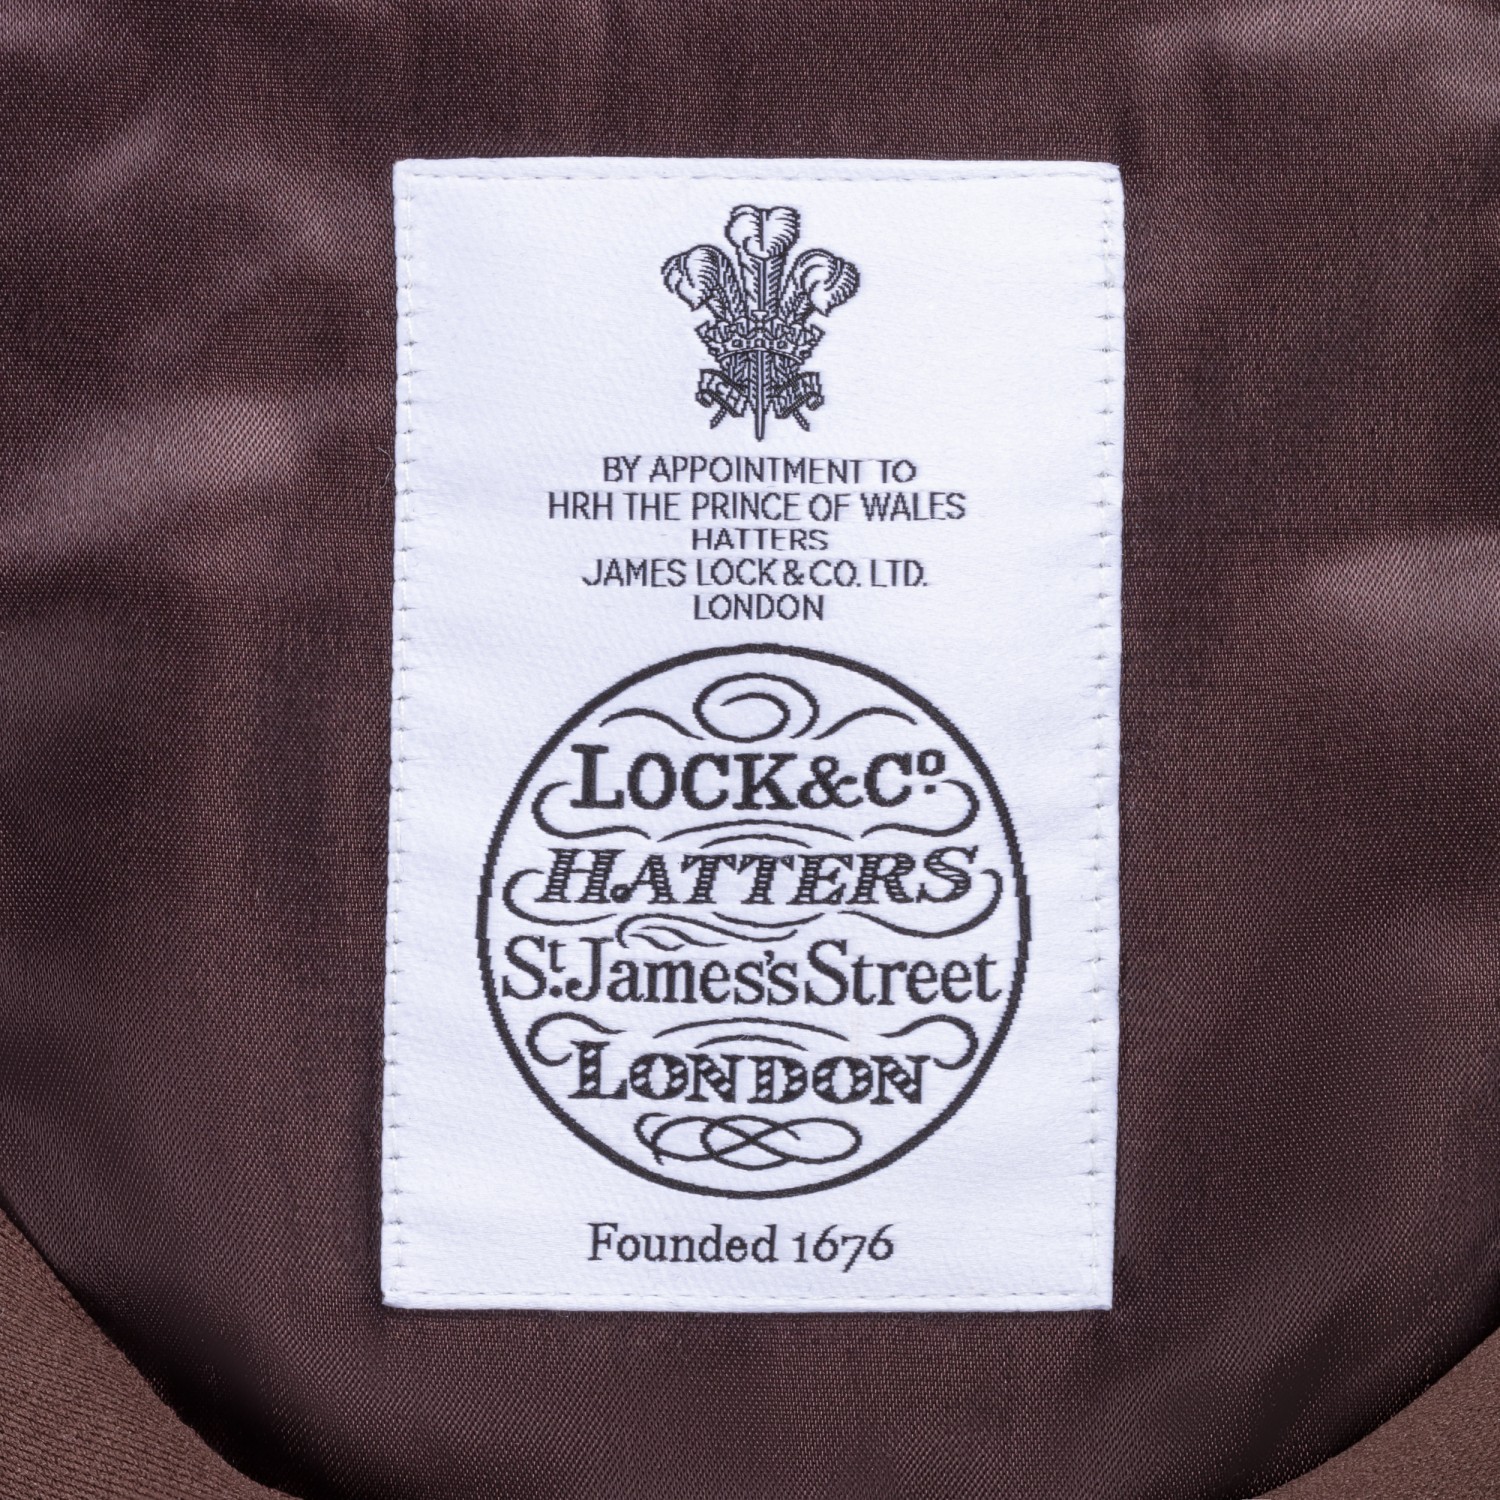 BY APPOINTMENT TO
HRH THE PRINCE OF WALES
HATTERS
JAMES LOCK & CO. LTD.
LONDON
LOCK & Co.
HATTERS
St. James's Street
LONDON
Founded 1676